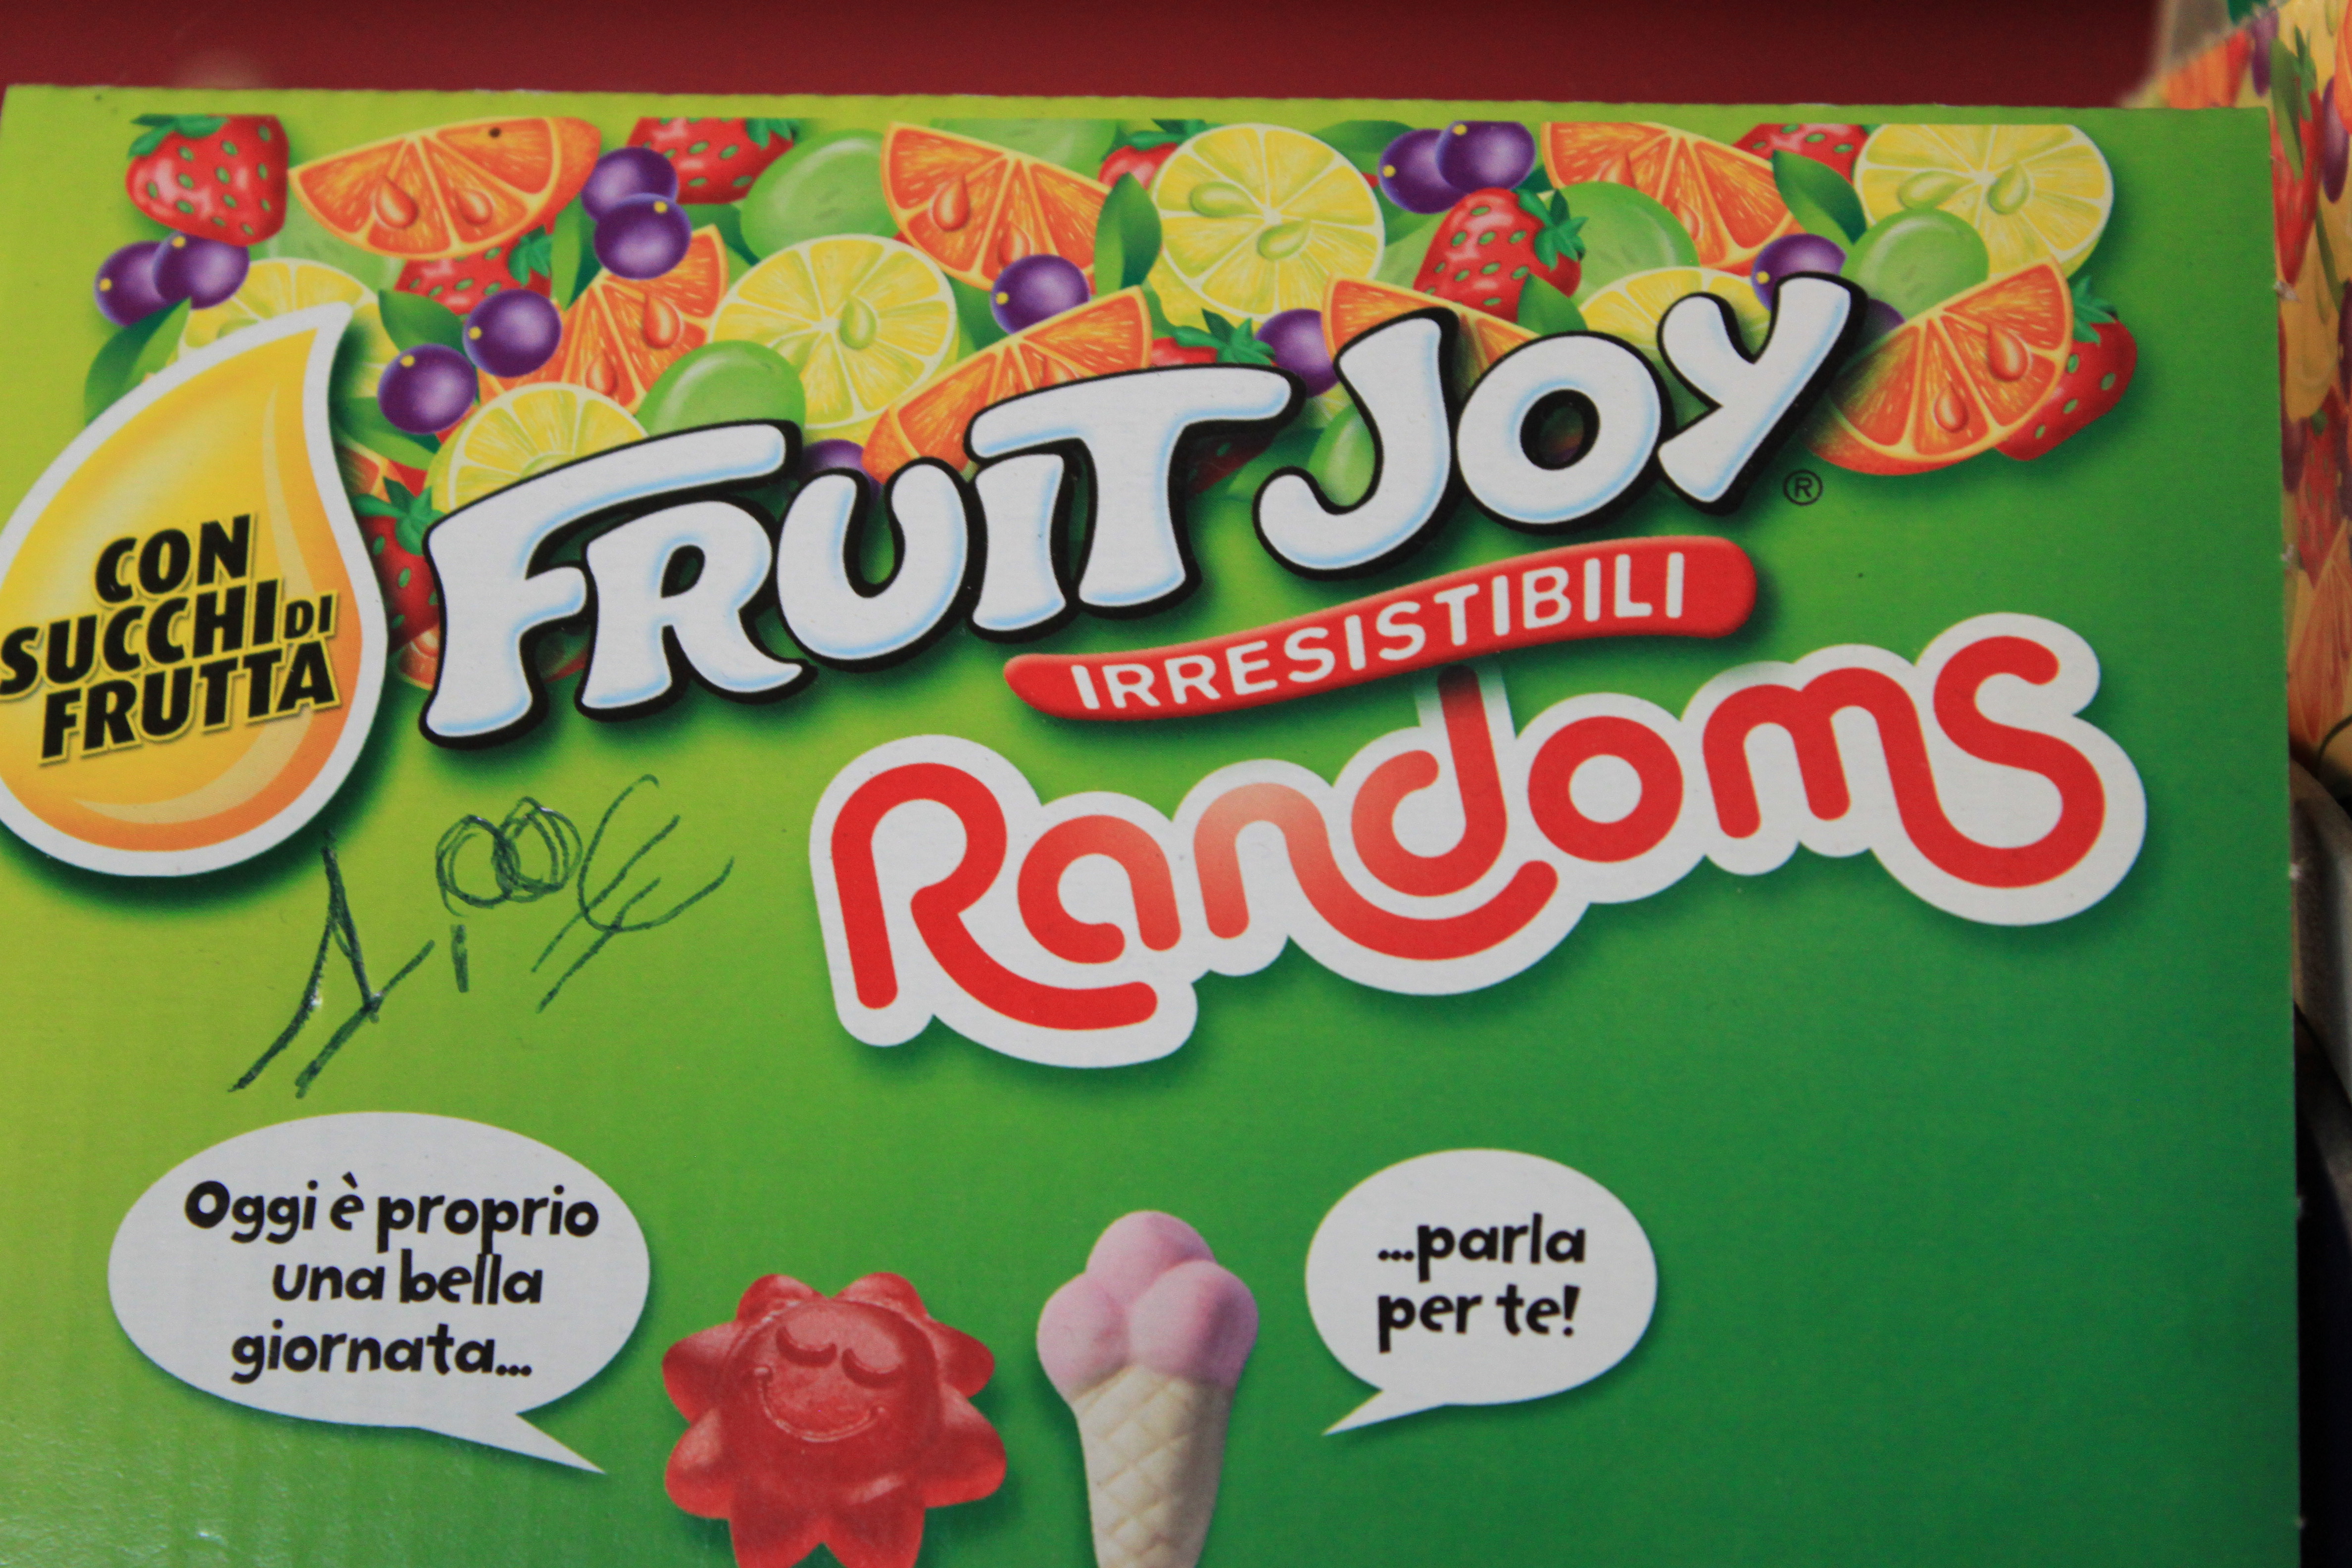 FRUIT JOY ®
IRRESISTIBILI
Randoms
CON
SUCCHI DI
FRUTTA
Oggi è proprio
una bella
giornata...
...parla
per te!